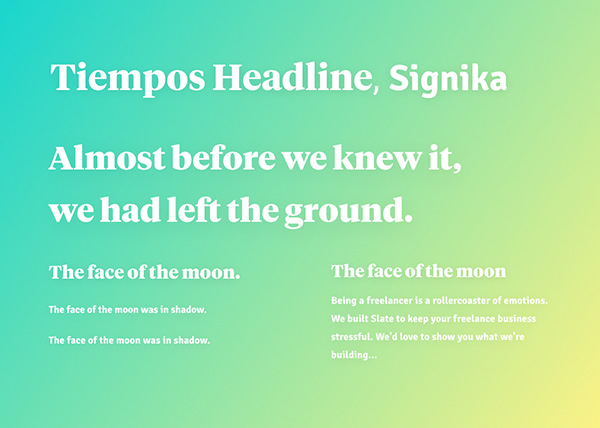 Tiempos Headline, Signika
Almost before we knew it,
we had left the ground.
The face of the moon.
The face of the moon was in shadow.
The face of the moon was in shadow.
The face of the moon
Being a freelancer is a rollercoaster of emotions.
We built Slate to keep your freelance business
stressful. We'd love to show you what we're
building...